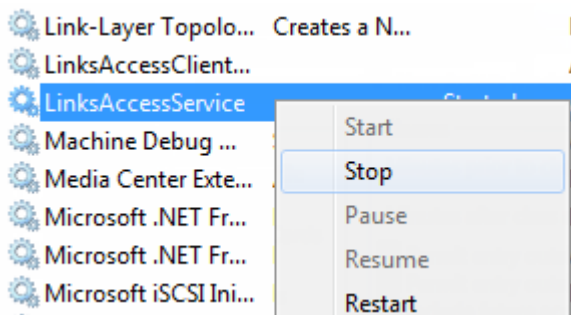 Link-Layer Topolo... Creates a N...
LinksAccessClient...
LinksAccessService
Machine Debug ...
Media Center Exte...
Microsoft .NET Fr...
Microsoft .NET Fr...
Microsoft iSCSI Ini...
Start
Stop
Pause
Resume
Restart